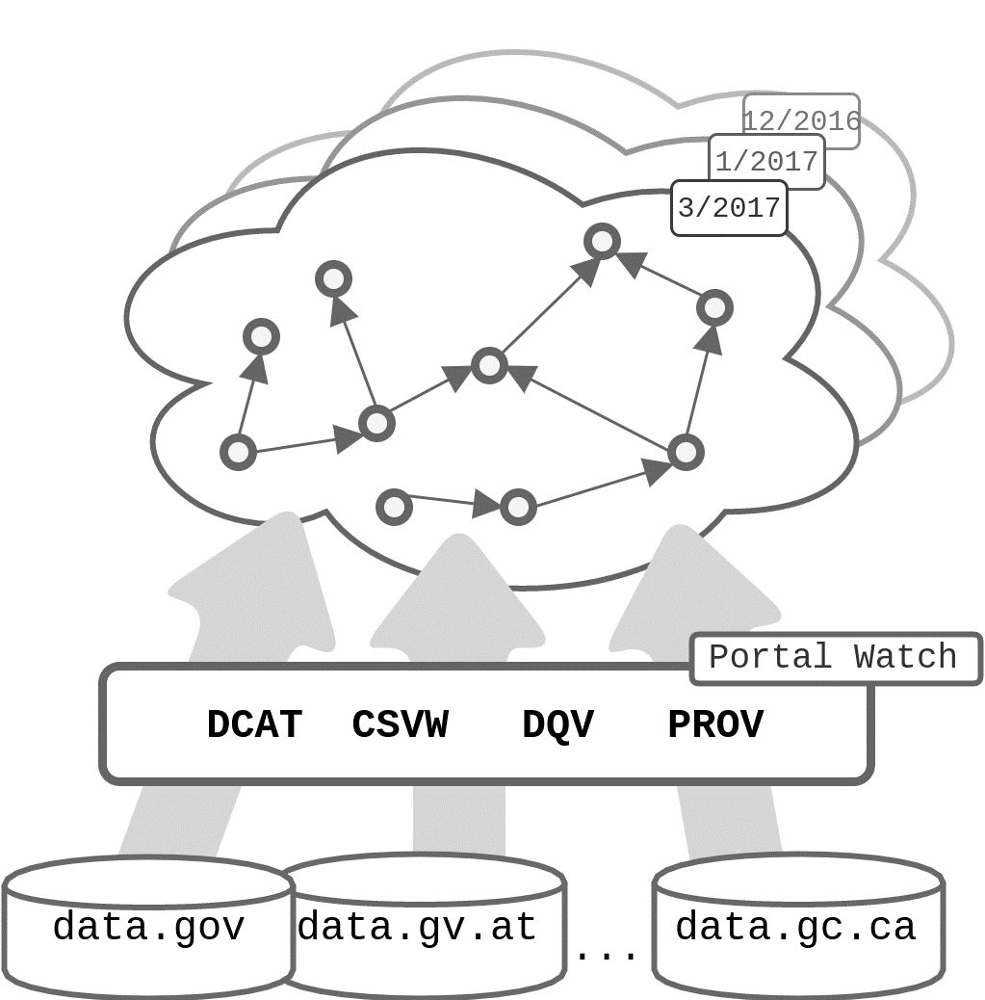 12/2016
1/2017
3/2017
Portal Watch
DCAT CSVW DQV PROV
data.gov data.gv.at ... data.gc.ca